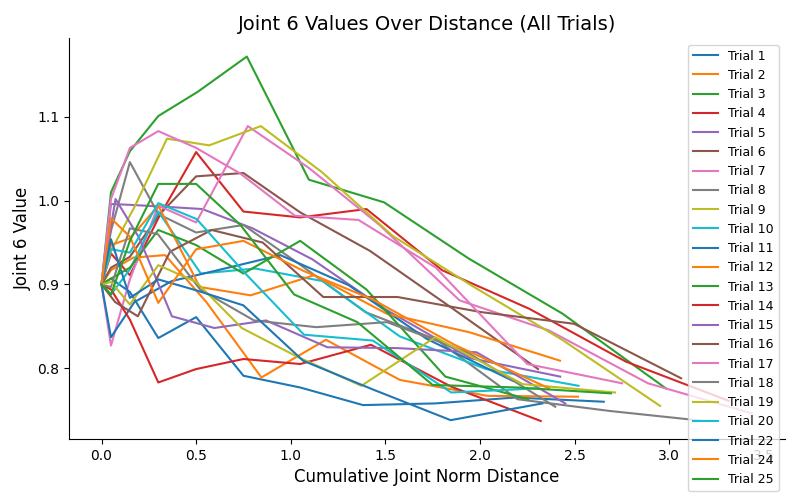 Joint 6 Values Over Distance (All Trials)
Joint 6 Value
1.1
1.0
0.9
0.8
0.0
0.5
1.0
1.5
2.0
2.5
3.0
3.5
Cumulative Joint Norm Distance
Trial 1
Trial 2
Trial 3
Trial 4
Trial 5
Trial 6
Trial 7
Trial 8
Trial 9
Trial 10
Trial 11
Trial 12
Trial 13
Trial 14
Trial 15
Trial 16
Trial 17
Trial 18
Trial 19
Trial 20
Trial 22
Trial 24
Trial 25